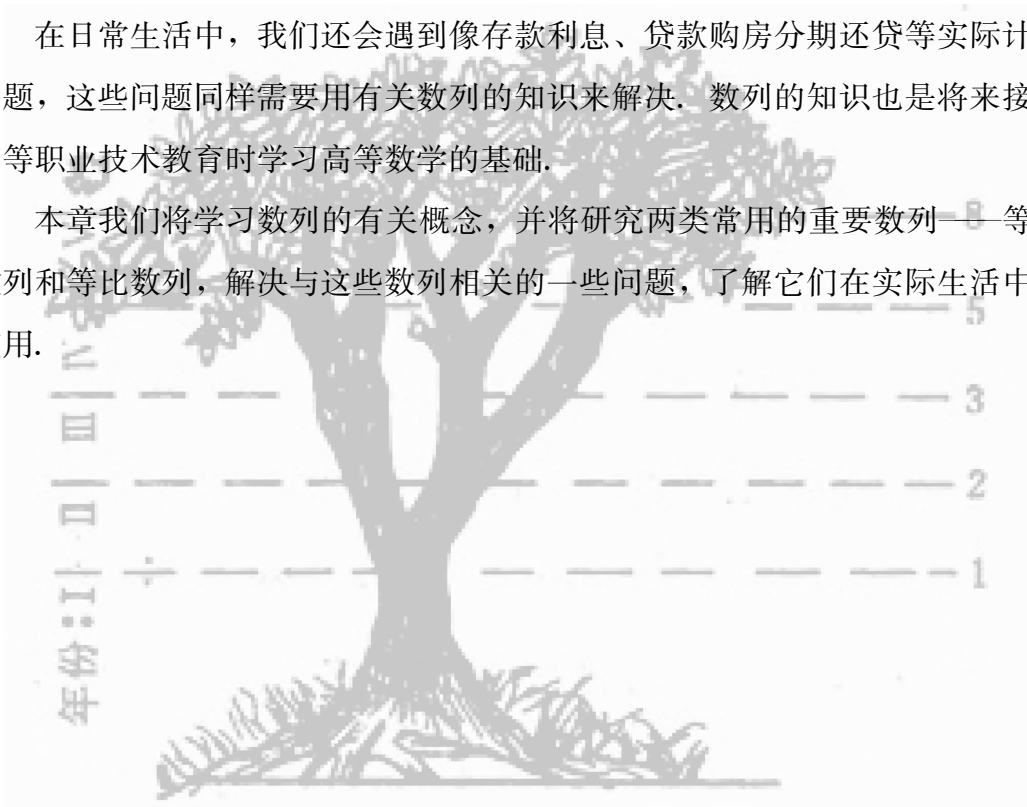 在日常生活中，我们还会遇到像存款利息、贷款购房分期还贷等实际计
题，这些问题同样需要用有关数列的知识来解决．数列的知识也是将来接
等职业技术教育时学习高等数学的基础.
本章我们将学习数列的有关概念，并将研究两类常用的重要数列——等
列和等比数列，解决与这些数列相关的一些问题，了解它们在实际生活中
用.
8
5
3
2
1
年份:I II III IV